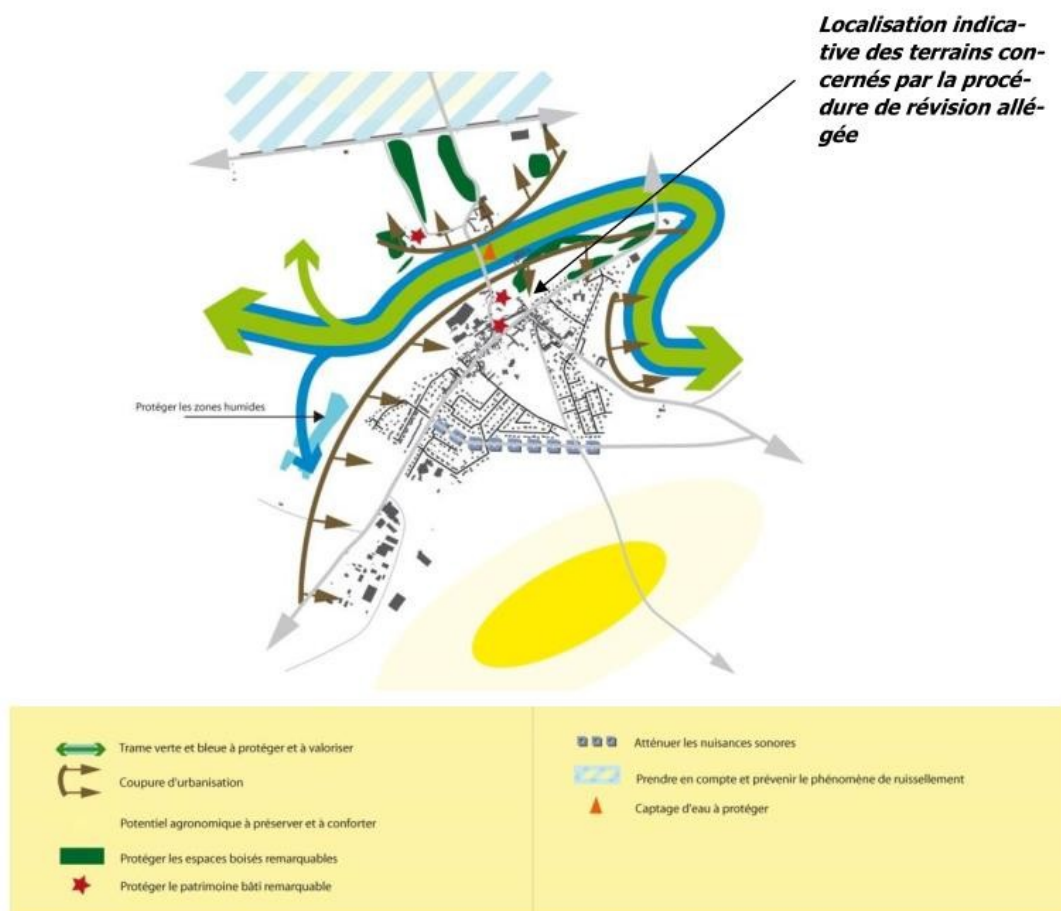 Localisation indica-
tive des terrains con-
cernés par la procé-
dure de révision allé-
gée
Protéger les zones humides
Trame verte et bleue à protéger et à valoriser
Coupure d'urbanisation
Potentiel agronomique à préserver et à conforter
Protéger les espaces boisés remarquables
Protéger le patrimoine bâti remarquable
Atténuer les nuisances sonores
Prendre en compte et prévenir le phénomène de ruissellement
Captage d'eau à protéger